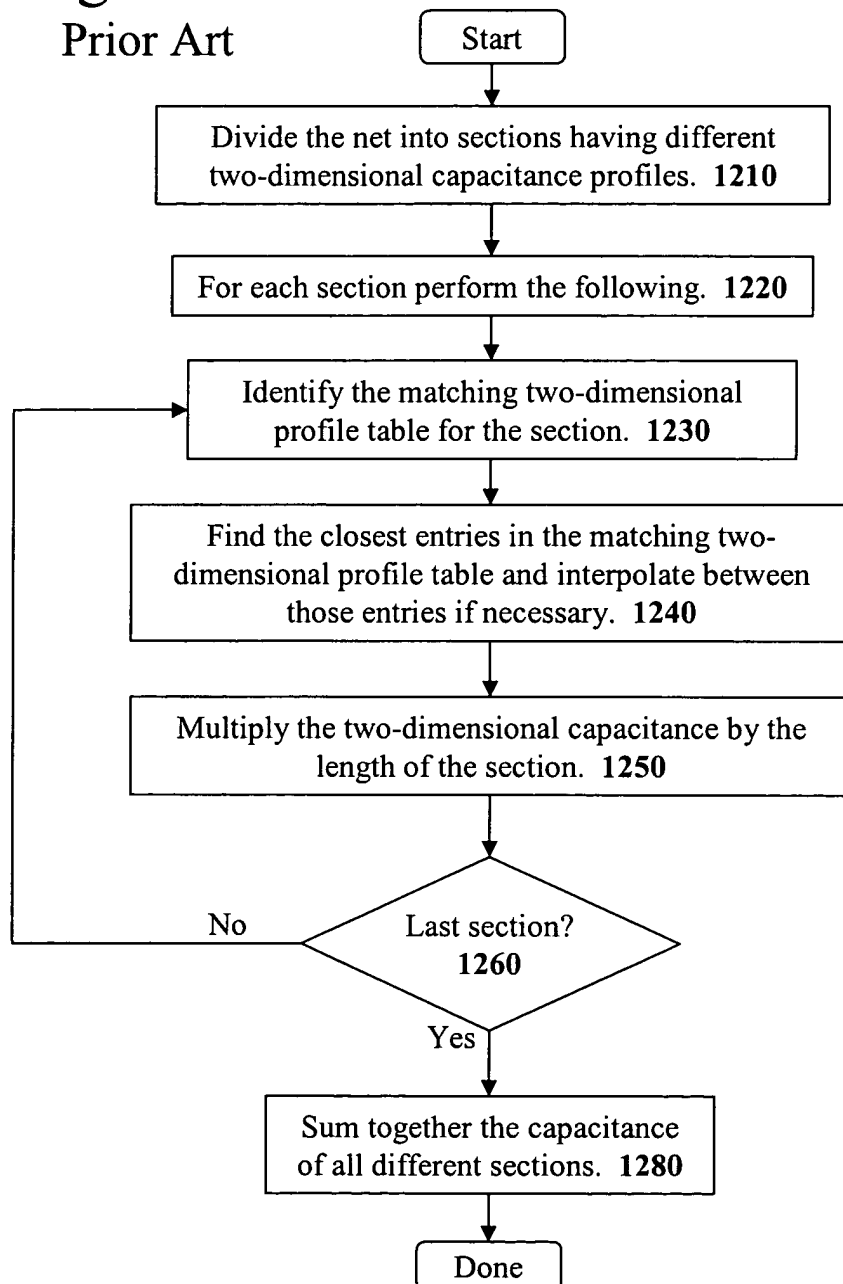 Prior Art
Start
Divide the net into sections having different
two-dimensional capacitance profiles. 1210
For each section perform the following. 1220
Identify the matching two-dimensional
profile table for the section. 1230
Find the closest entries in the matching two-
dimensional profile table and interpolate between
those entries if necessary. 1240
Multiply the two-dimensional capacitance by the
length of the section. 1250
No
Last section?
1260
Yes
Sum together the capacitance
of all different sections. 1280
Done